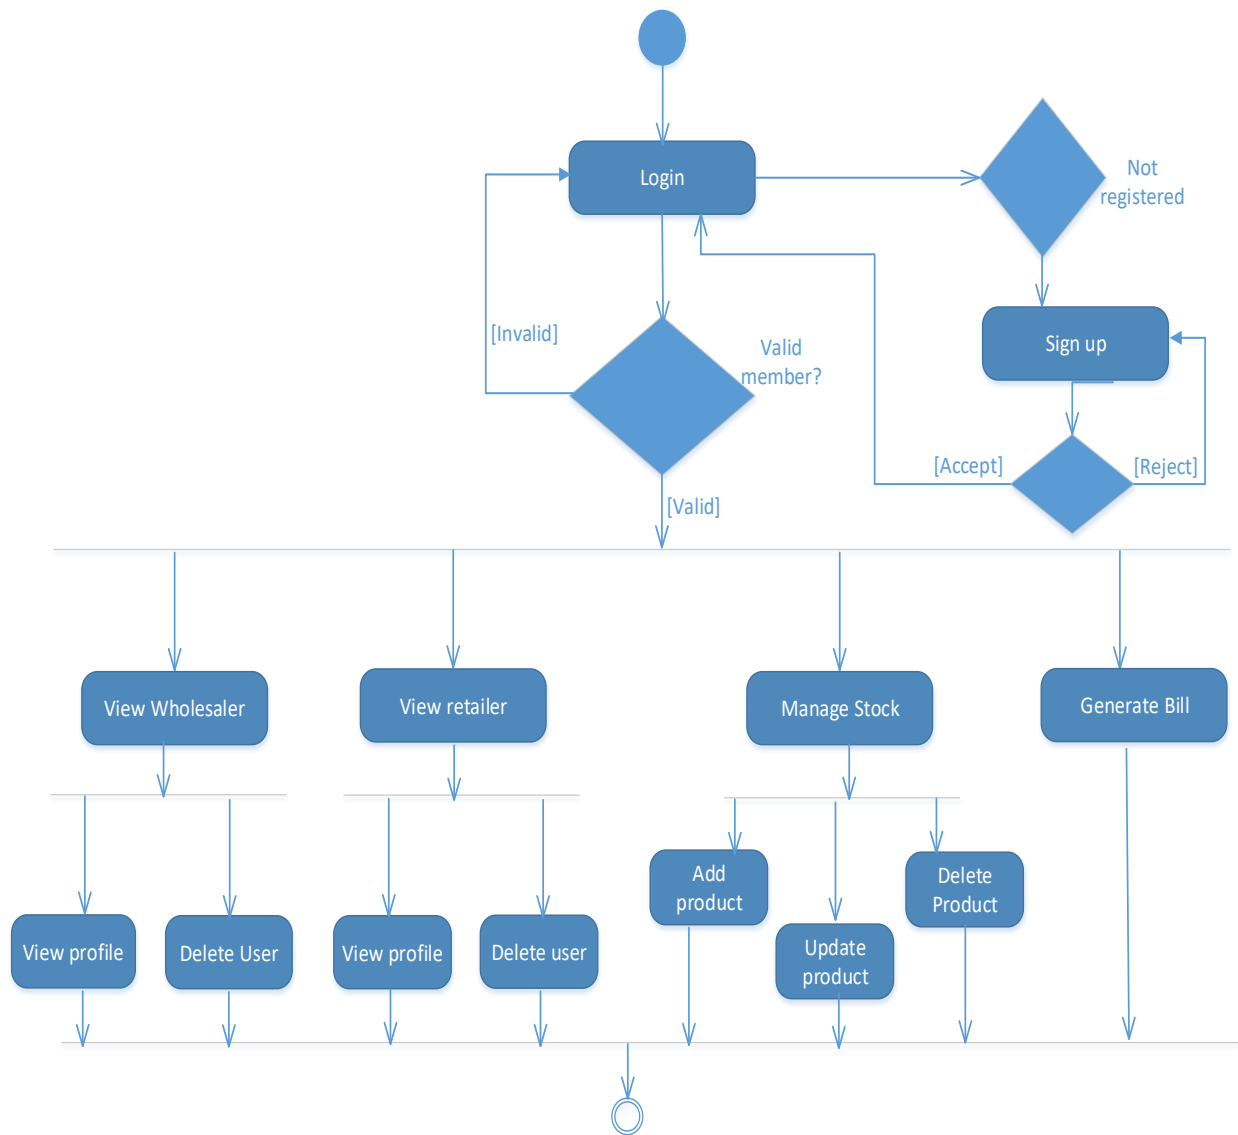 Login
Not
registered
[Invalid]
Valid
member?
Sign up
[Accept]
[Reject]
[Valid]
View Wholesaler
View retailer
Manage Stock
Generate Bill
Add
product
Delete
Product
View profile
Delete User
View profile
Delete user
Update
product